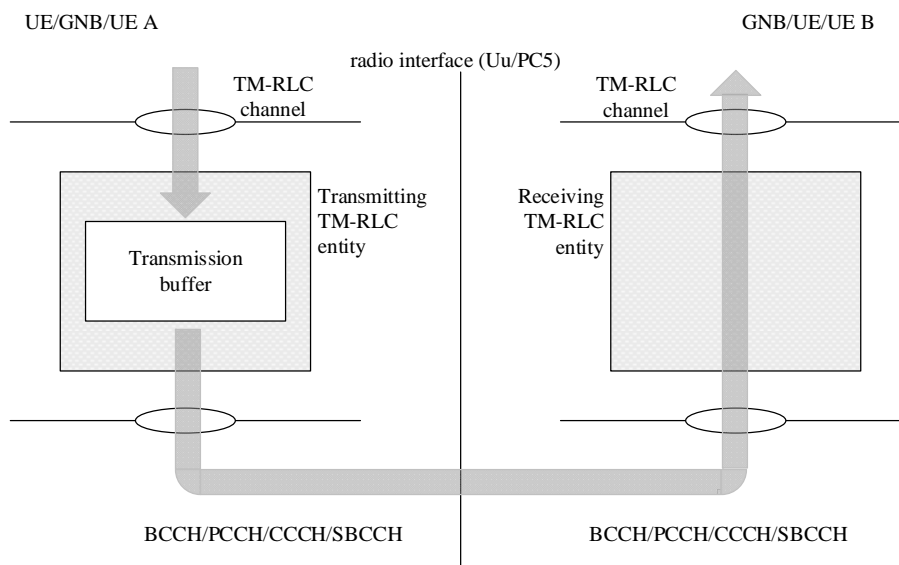 UE/GNB/UE A
GNB/UE/UE B
radio interface (Uu/PC5)
TM-RLC
channel
TM-RLC
channel
Transmitting
TM-RLC
entity
Receiving
TM-RLC
entity
Transmission
buffer
BCCH/PCCH/CCCH/SBCCH
BCCH/PCCH/CCCH/SBCCH